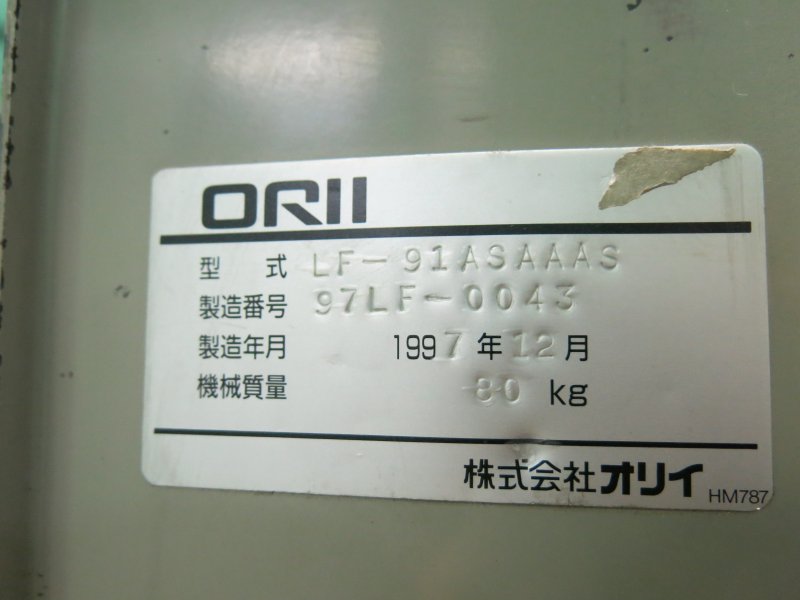 ORII
型 式 LF-91ASAAAS
製造番号 97LF-0043
製造年月 1997年12月
機械質量 80 kg
株式会社オリイ HM787